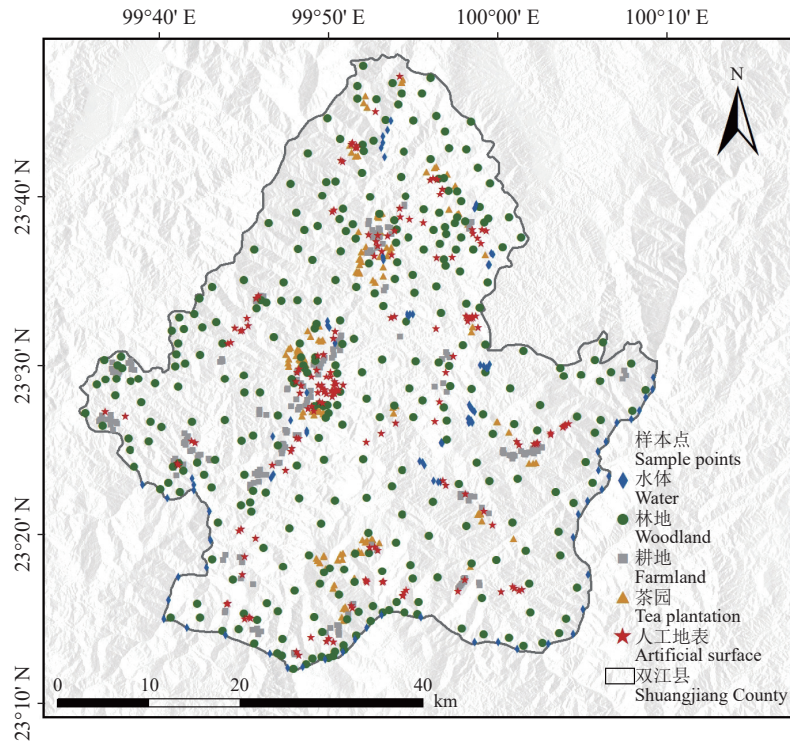 99°40' E
99°50' E
100°00' E
100°10' E
N
23°40' N
23°30' N
23°20' N
23°10' N
样本点
Sample points
水体
Water
林地
Woodland
耕地
Farmland
茶园
Tea plantation
人工地表
Artificial surface
双江县
Shuangjiang County
0
10
20
40
km